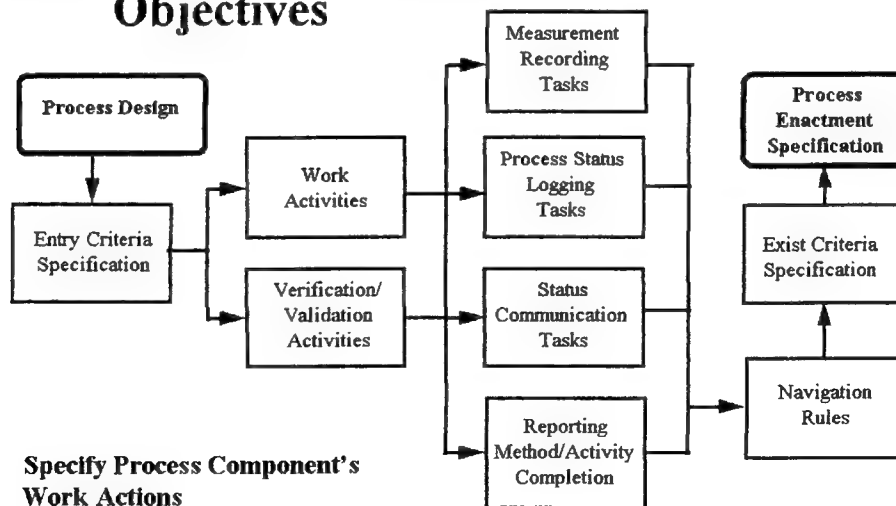 Objectives
Process Design
Entry Criteria
Specification
Work
Activities
Verification/
Validation
Activities
Measurement
Recording
Tasks
Process Status
Logging
Tasks
Status
Communication
Tasks
Reporting
Method/Activity
Completion
Navigation
Rules
Exist Criteria
Specification
Process
Enactment
Specification
Specify Process Component's
Work Actions